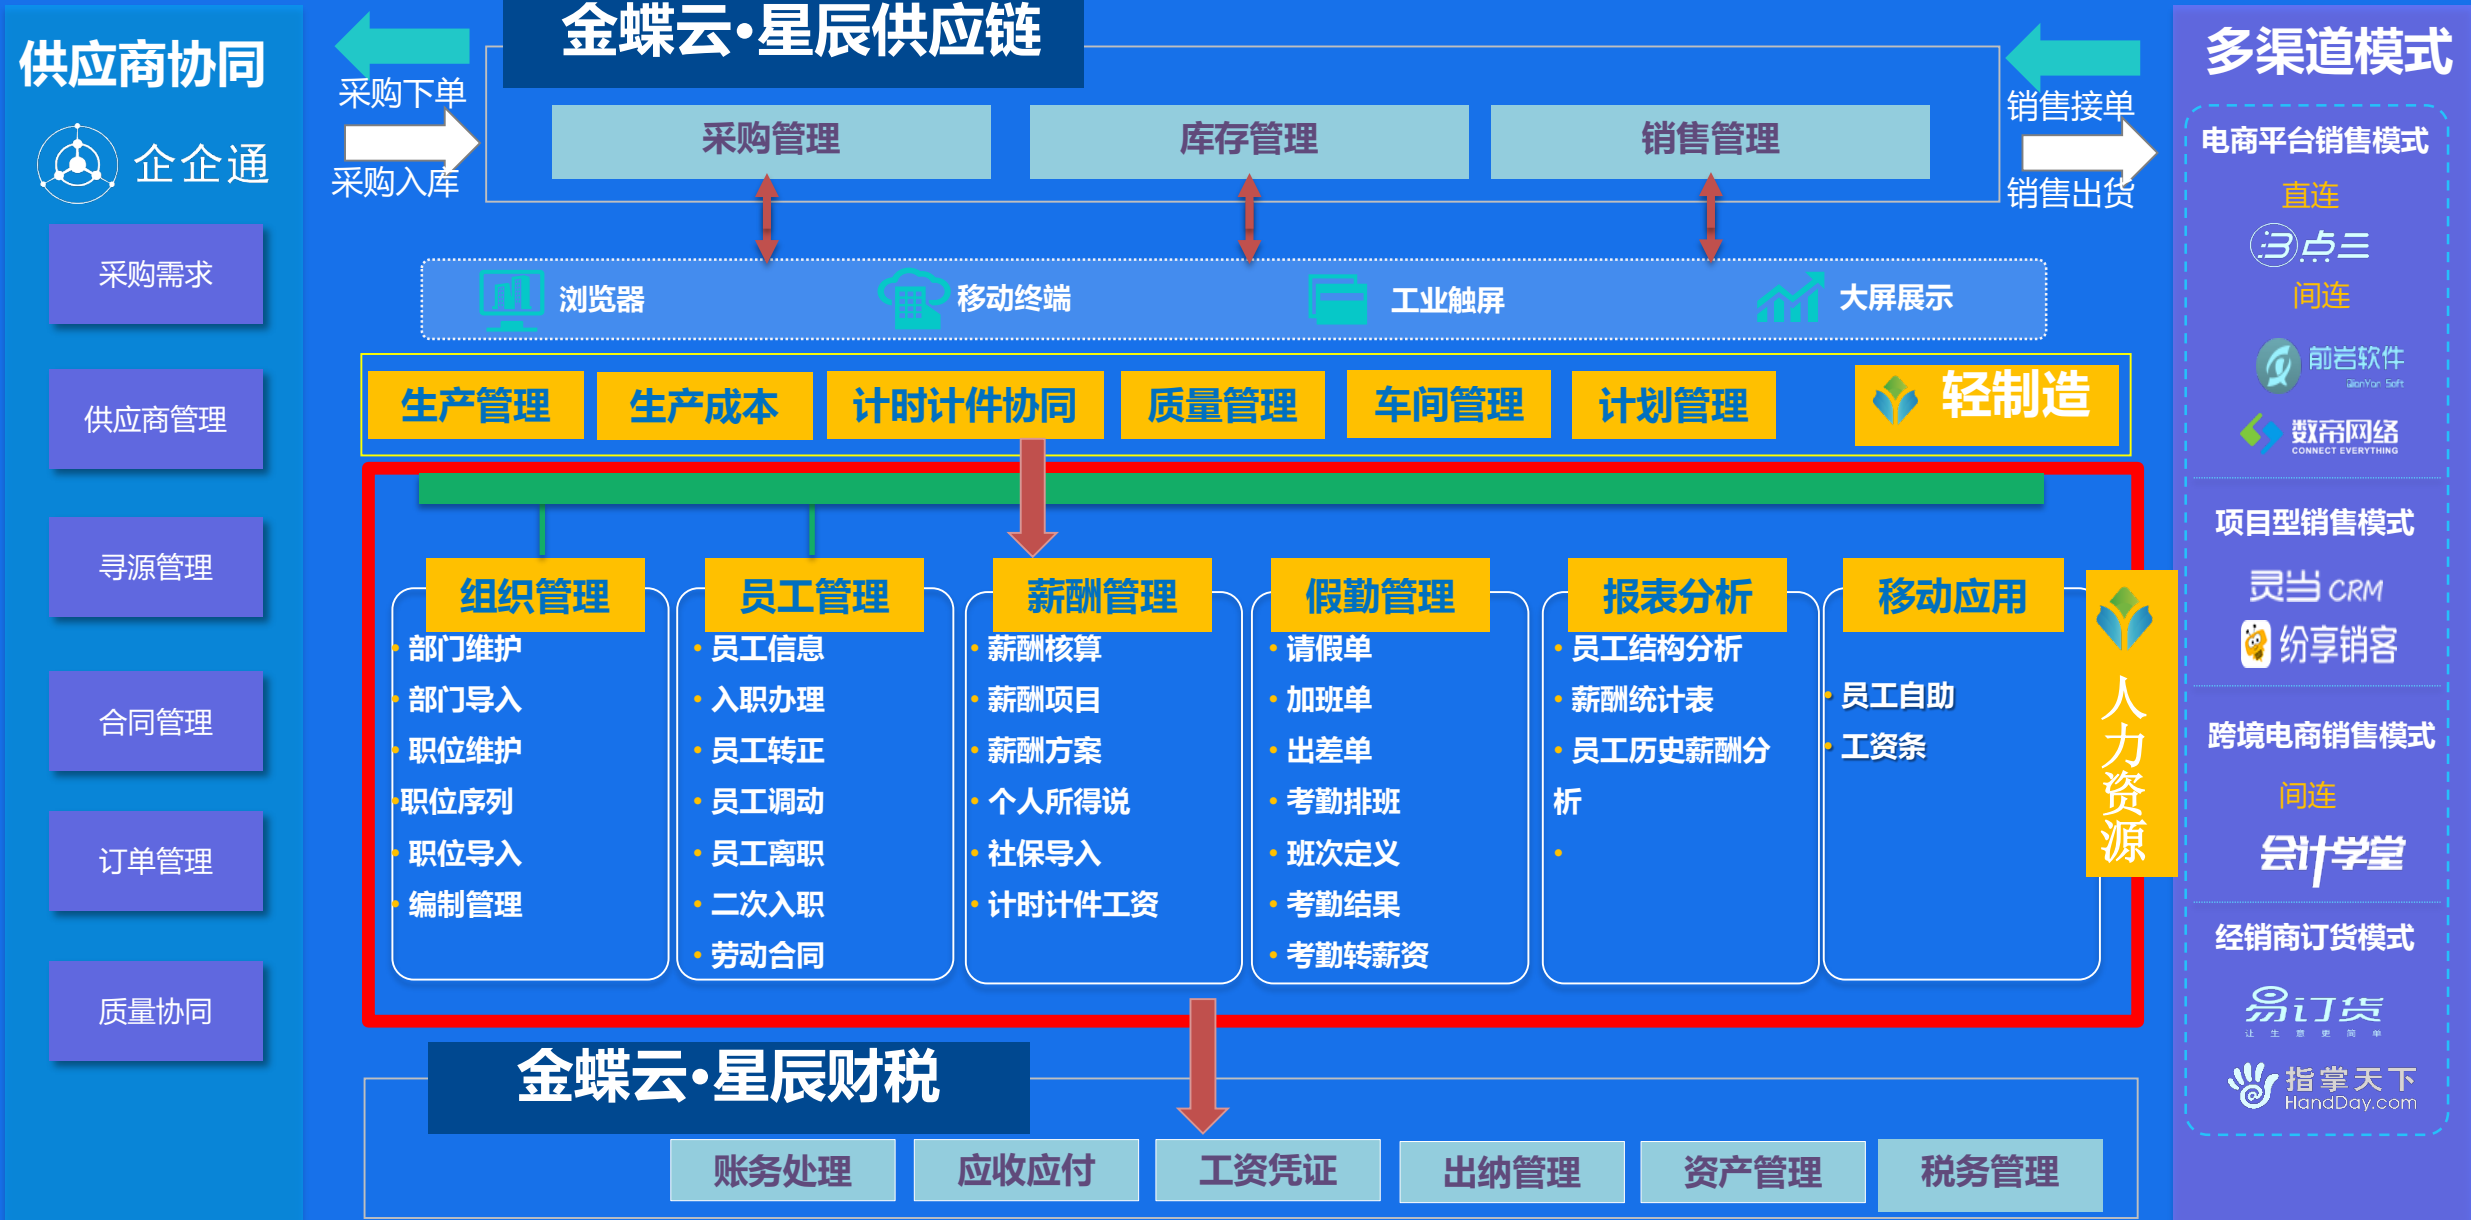 供应商协同
企企通
采购需求
供应商管理
寻源管理
合同管理
订单管理
质量协同
采购下单
采购入库
金蝶云•星辰供应链
采购管理
库存管理
销售管理
销售接单
销售出货
浏览器
移动终端
工业触屏
大屏展示
生产管理
生产成本
计时计件协同
质量管理
车间管理
计划管理
轻制造
组织管理
• 部门维护
• 部门导入
• 职位维护
•职位序列
• 职位导入
• 编制管理
员工管理
• 员工信息
• 入职办理
• 员工转正
• 员工调动
• 员工离职
• 二次入职
• 劳动合同
薪酬管理
• 薪酬核算
• 薪酬项目
• 薪酬方案
• 个人所得说
• 社保导入
• 计时计件工资
假勤管理
• 请假单
• 加班单
• 出差单
• 考勤排班
• 班次定义
• 考勤结果
• 考勤转薪资
报表分析
• 员工结构分析
• 薪酬统计表
• 员工历史薪酬分
析
•
移动应用
• 员工自助
• 工资条
人力资源
金蝶云•星辰财税
账务处理
应收应付
工资凭证
出纳管理
资产管理
税务管理
多渠道模式
电商平台销售模式
直连
3点三
间连
前岩软件
QianYan Soft
数帝网络
CONNECT EVERYTHING
项目型销售模式
灵当CRM
纷享销客
跨境电商销售模式
间连
会计学堂
经销商订货模式
易订货
让生意更简单
指掌天下
HandDay.com